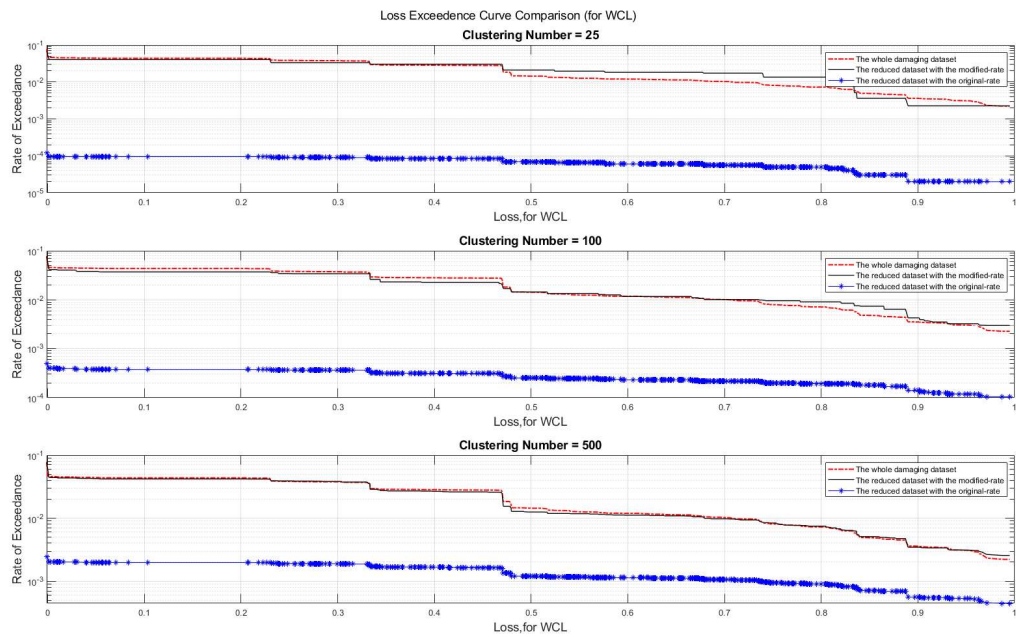 Loss Exceedence Curve Comparison (for WCL)
Clustering Number = 25
The whole damaging dataset
The reduced dataset with the modified-rate
The reduced dataset with the original-rate
Rate of Exceedance
10^-1
10^-2
10^-3
10^-4
10^-5
0 0.1 0.2 0.3 0.4 0.5 0.6 0.7 0.8 0.9 1
Loss,for WCL
Clustering Number = 100
The whole damaging dataset
The reduced dataset with the modified-rate
The reduced dataset with the original-rate
Rate of Exceedance
10^-1
10^-2
10^-3
10^-4
0 0.1 0.2 0.3 0.4 0.5 0.6 0.7 0.8 0.9 1
Loss,for WCL
Clustering Number = 500
The whole damaging dataset
The reduced dataset with the modified-rate
The reduced dataset with the original-rate
Rate of Exceedance
10^-1
10^-2
10^-3
0 0.1 0.2 0.3 0.4 0.5 0.6 0.7 0.8 0.9 1
Loss,for WCL